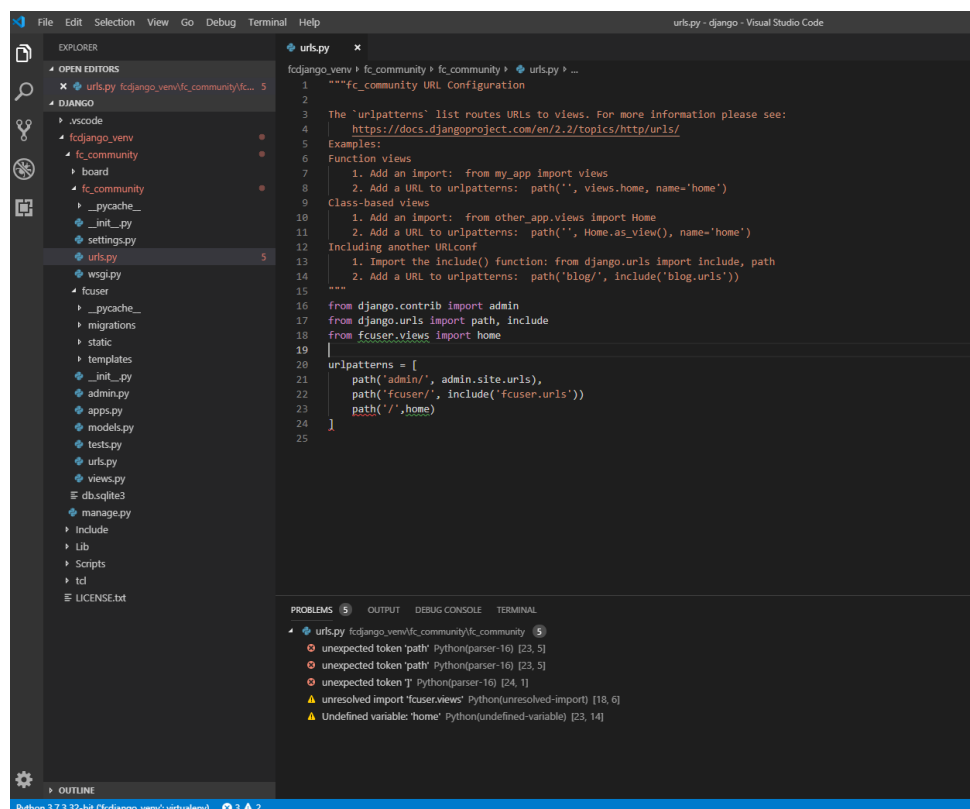 File Edit Selection View Go Debug Terminal Help urls.py - django - Visual Studio Code
EXPLORER
OPEN EDITORS
urls.py fcdjango_venv\fc_community\fc... 5
DJANGO
.vscode
fcdjango_venv
fc_community
board
fc_community
__pycache__
__init__.py
settings.py
urls.py 5
wsgi.py
fcuser
__pycache__
migrations
static
templates
__init__.py
admin.py
apps.py
models.py
tests.py
urls.py
views.py
db.sqlite3
manage.py
Include
Lib
Scripts
tcl
LICENSE.txt
OUTLINE
urls.py
fcdjango_venv fc_community fc_community urls.py ...
1 """fc_community URL Configuration
2
3 The `urlpatterns` list routes URLs to views. For more information please see:
4 https://docs.djangoproject.com/en/2.2/topics/http/urls/
5 Examples:
6 Function views
7 1. Add an import: from my_app import views
8 2. Add a URL to urlpatterns: path('', views.home, name='home')
9 Class-based views
10 1. Add an import: from other_app.views import Home
11 2. Add a URL to urlpatterns: path('', Home.as_view(), name='home')
12 Including another URLconf
13 1. Import the include() function: from django.urls import include, path
14 2. Add a URL to urlpatterns: path('blog/', include('blog.urls'))
15 """
16 from django.contrib import admin
17 from django.urls import path, include
18 from fcuser.views import home
19
20 urlpatterns = [
21 path('admin/', admin.site.urls),
22 path('fcuser/', include('fcuser.urls'))
23 path('/',home)
24 ]
25
PROBLEMS 5 OUTPUT DEBUG CONSOLE TERMINAL
urls.py fcdjango_venv\fc_community\fc_community 5
unexpected token 'path' Python(parser-16) [23, 5]
unexpected token 'path' Python(parser-16) [23, 5]
unexpected token ']' Python(parser-16) [24, 1]
unresolved import 'fcuser.views' Python(unresolved-import) [18, 6]
Undefined variable: 'home' Python(undefined-variable) [23, 14]
Python 3.7.3 32-bit ('fcdjango_venv': virtualenv) 3 2